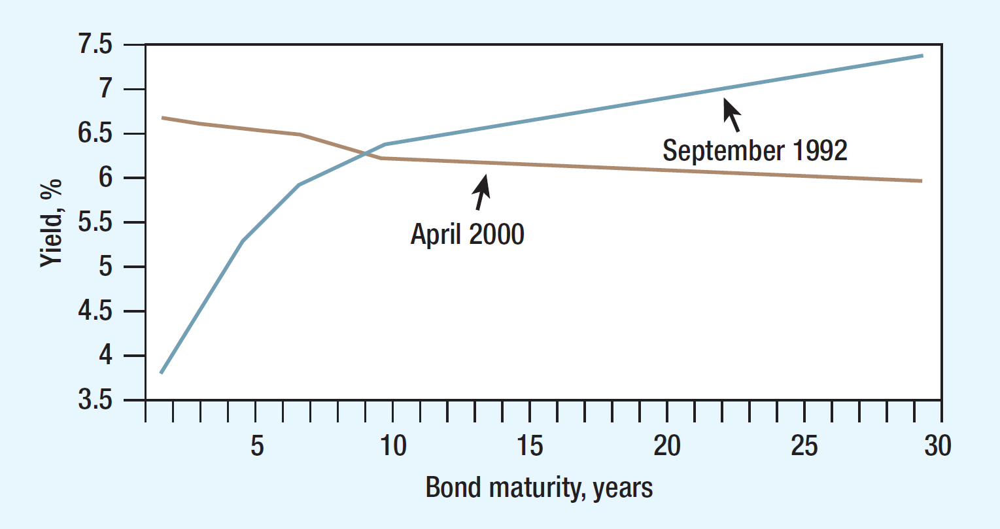 7.5
7
6.5
6
5.5
5
4.5
4
3.5
Yield, %
September 1992
April 2000
5 10 15 20 25 30
Bond maturity, years